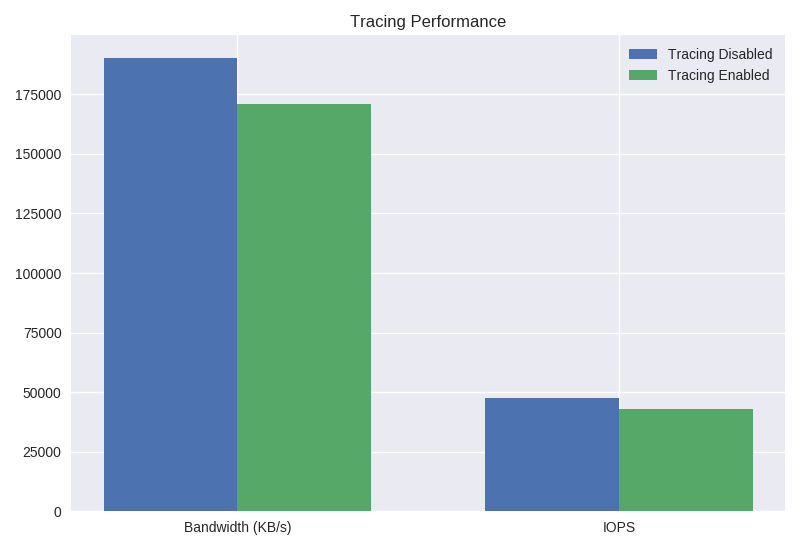 Tracing Performance
Tracing Disabled
Tracing Enabled
175000
150000
125000
100000
75000
50000
25000
0
Bandwidth (KB/s)
IOPS